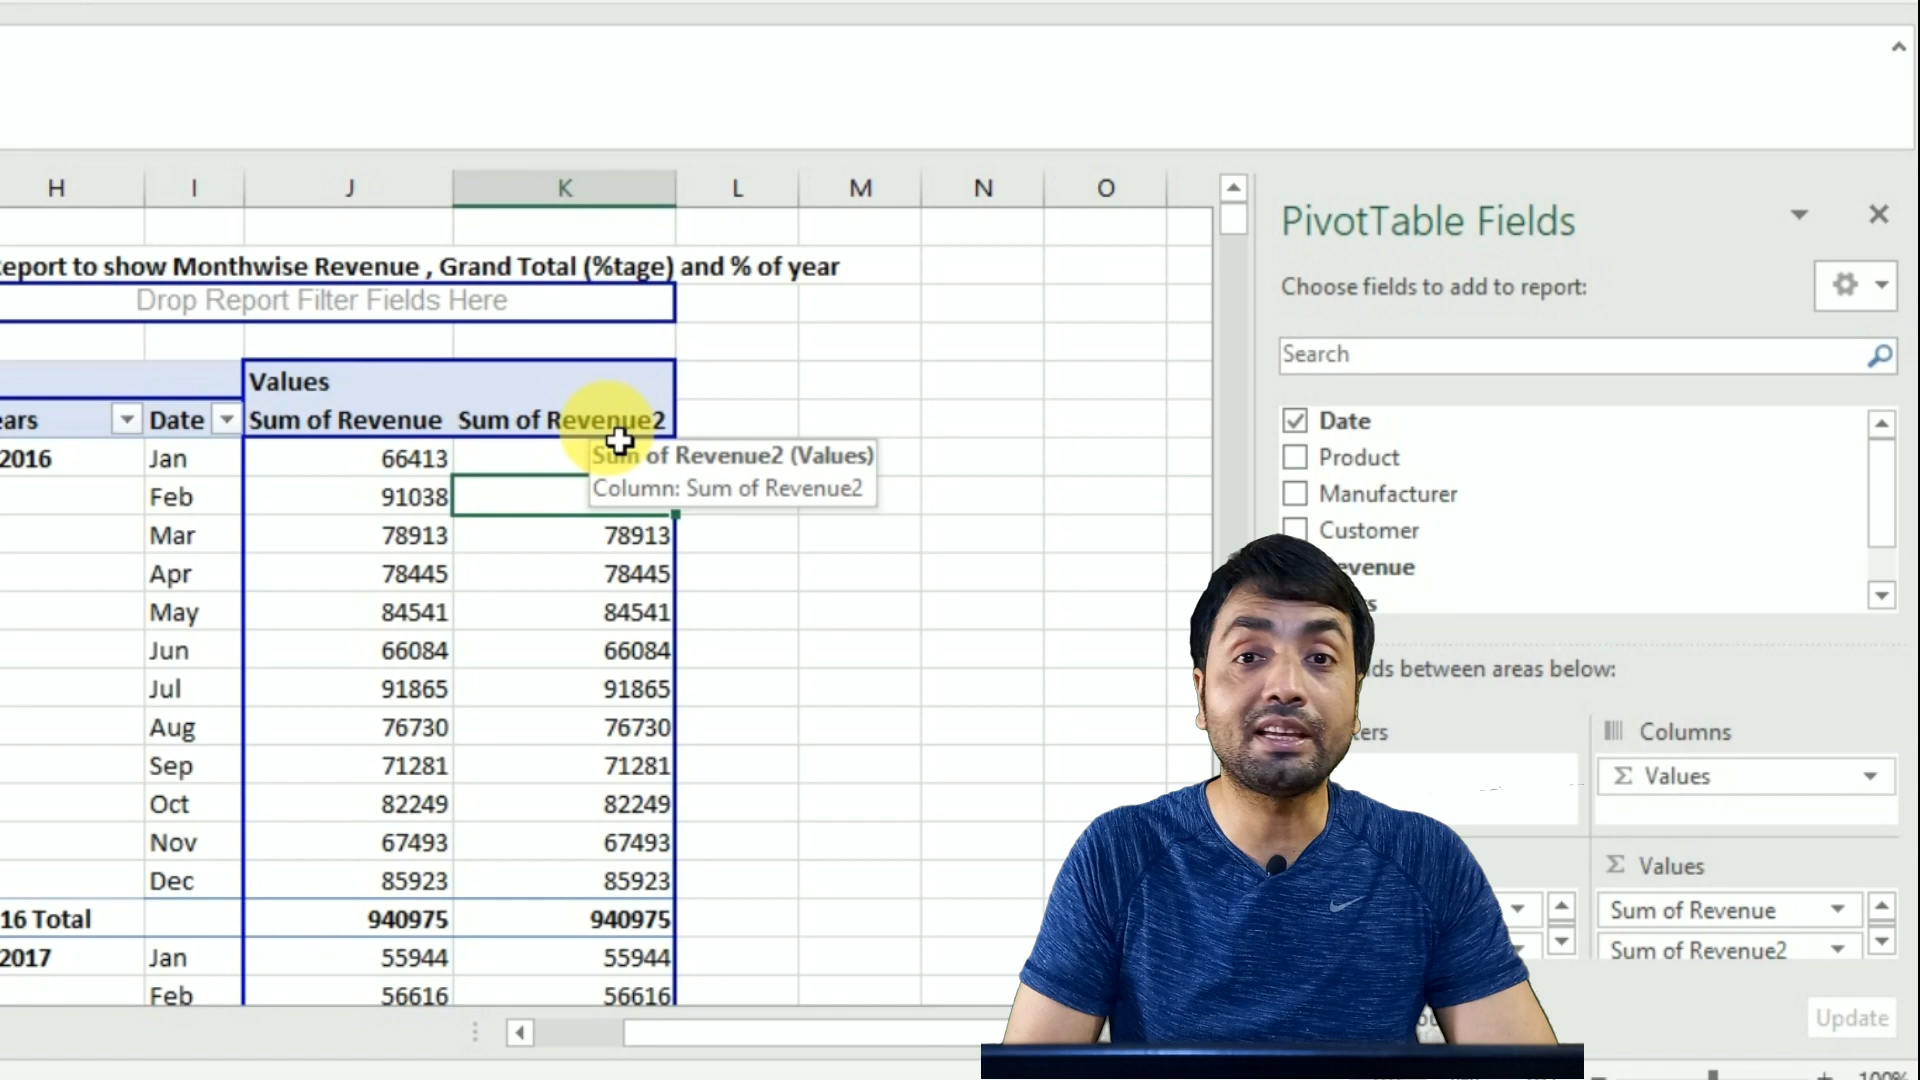 H I J K L M N O
eport to show Monthwise Revenue , Grand Total (%tage) and % of year
Drop Report Filter Fields Here
Values
ears Date Sum of Revenue Sum of Revenue2
2016 Jan 66413
Sum of Revenue2 (Values)
Column: Sum of Revenue2
Feb 91038
Mar 78913 78913
Apr 78445 78445
May 84541 84541
Jun 66084 66084
Jul 91865 91865
Aug 76730 76730
Sep 71281 71281
Oct 82249 82249
Nov 67493 67493
Dec 85923 85923
16 Total 940975 940975
2017 Jan 55944 55944
Feb 56616 56616
PivotTable Fields
Choose fields to add to report:
Search
Date
Product
Manufacturer
Customer
evenue
s
ds between areas below:
ers
Columns
Σ Values
Σ Values
Sum of Revenue
Sum of Revenue2
Update
100%